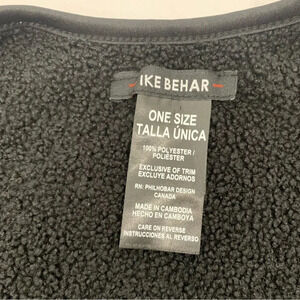 IKE BEHAR
ONE SIZE
TALLA ÚNICA
100% POLYESTER /
POLIÉSTER
EXCLUSIVE OF TRIM
EXCLUYE ADORNOS
RN: PHILHOBAR DESIGN
CANADA
MADE IN CAMBODIA
HECHO EN CAMBOYA
CARE ON REVERSE
INSTRUCCIONES AL REVERSO